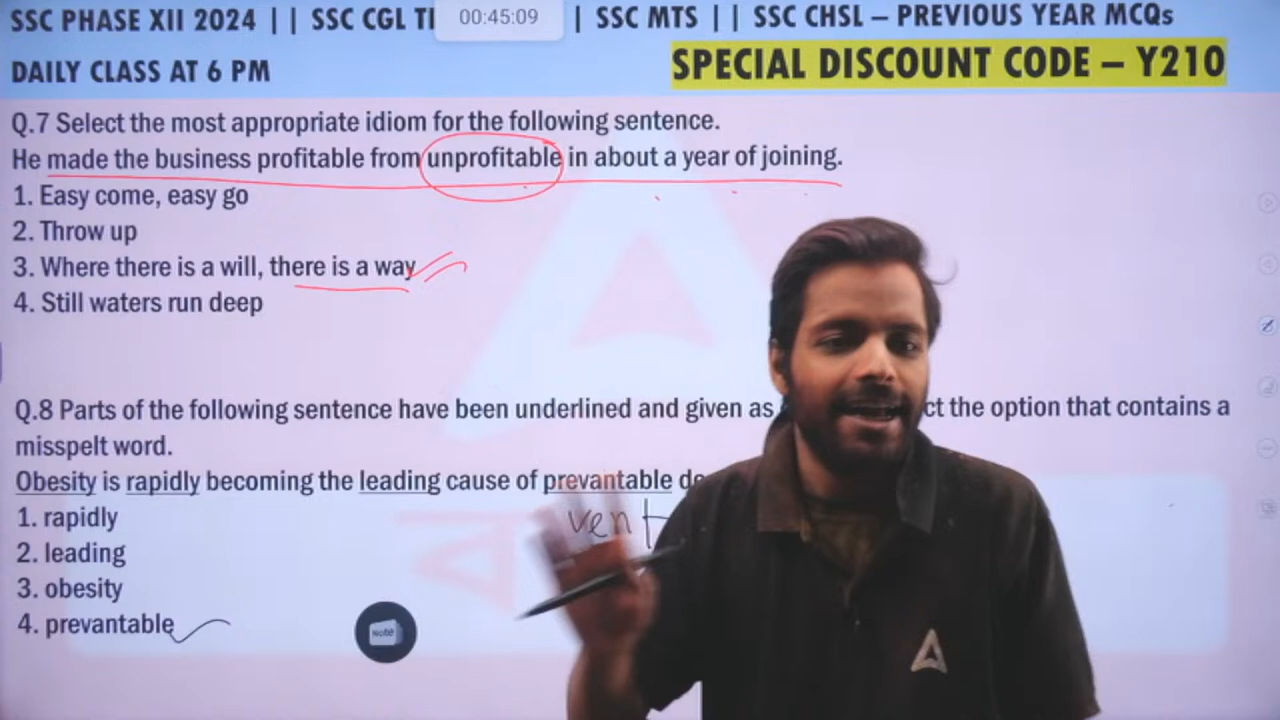 SSC PHASE XII 2024 || SSC CGL TI 00:45:09 | SSC MTS || SSC CHSL – PREVIOUS YEAR MCQs
DAILY CLASS AT 6 PM SPECIAL DISCOUNT CODE – Y210
Q.7 Select the most appropriate idiom for the following sentence.
He made the business profitable from unprofitable in about a year of joining.
1. Easy come, easy go
2. Throw up
3. Where there is a will, there is a way
4. Still waters run deep
Q.8 Parts of the following sentence have been underlined and given as ct the option that contains a
misspelt word.
Obesity is rapidly becoming the leading cause of prevantable
vent
1. rapidly
2. leading
3. obesity
4. prevantable
Note